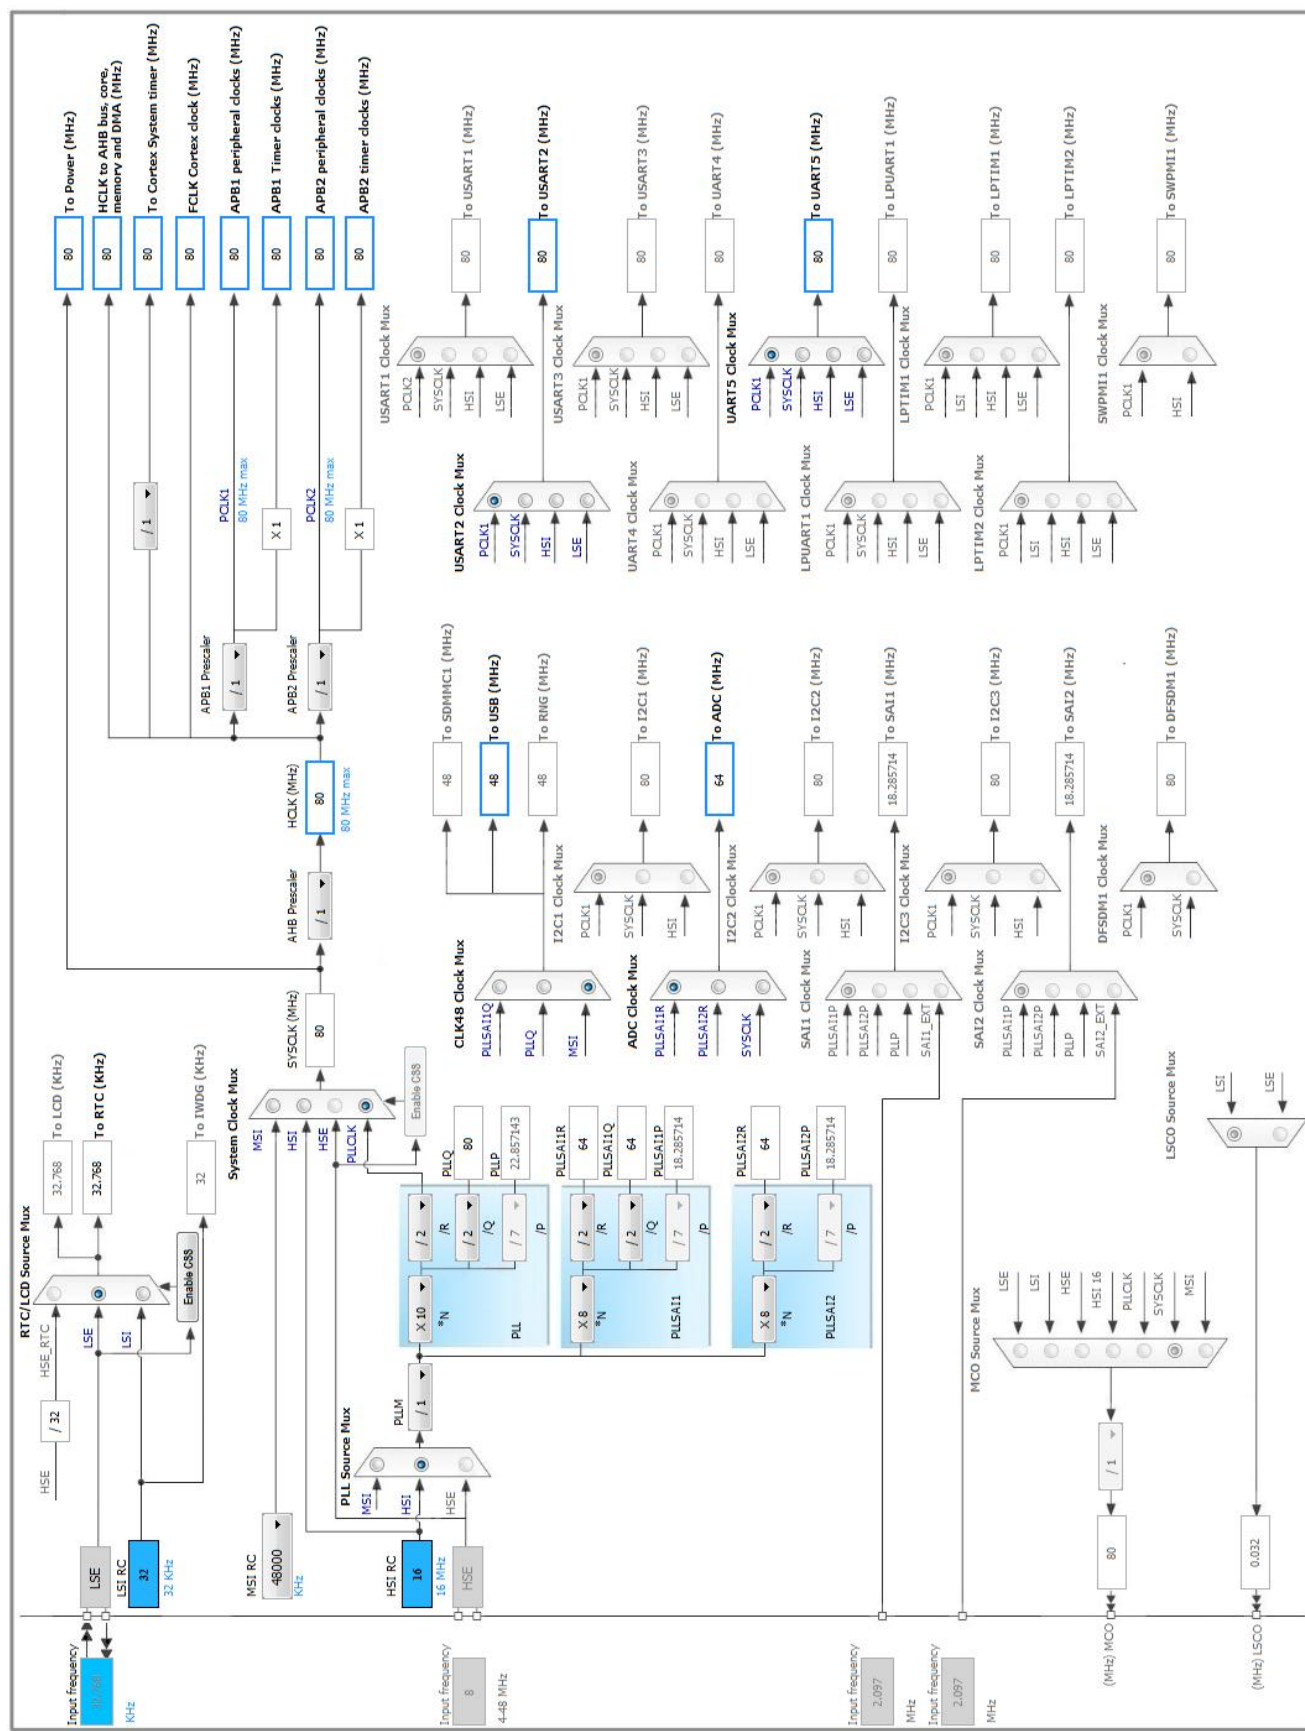 Input frequency
32.768
KHz
LSE
LSI RC
32
32 KHz
HSE
/ 32
HSE_RTC
LSE
LSI
RTC/LCD Source Mux
Enable CSS
32.768
To LCD (KHz)
32.768
To RTC (KHz)
32
To IWDG (KHz)
MSI RC
48000
KHz
HSI RC
16
16 MHz
Input frequency
8
4-48 MHz
HSE
PLL Source Mux
MSI
HSI
HSE
PLLM
/ 1
X 10
*N
PLL
/ 2
/R
/ 2
/Q
/ 7
/P
PLLQ
80
PLLP
22.857143
X 8
*N
PLLSAI1
/ 2
/R
/ 2
/Q
/ 7
/P
PLLSAI1R
64
PLLSAI1Q
64
PLLSAI1P
18.285714
X 8
*N
PLLSAI2
/ 2
/R
/ 7
/P
PLLSAI2R
64
PLLSAI2P
18.285714
System Clock Mux
MSI
HSI
HSE
PLLCLK
Enable CSS
SYSCLK (MHz)
80
AHB Prescaler
/ 1
HCLK (MHz)
80
80 MHz max
APB1 Prescaler
/ 1
APB2 Prescaler
/ 1
/ 1
PCLK1
80 MHz max
X 1
PCLK2
80 MHz max
X 1
80
To Power (MHz)
80
HCLK to AHB bus, core,
memory and DMA (MHz)
80
To Cortex System timer (MHz)
80
FCLK Cortex clock (MHz)
80
APB1 peripheral clocks (MHz)
80
APB1 Timer clocks (MHz)
80
APB2 peripheral clocks (MHz)
80
APB2 timer clocks (MHz)
CLK48 Clock Mux
PLLSAI1Q
PLLQ
MSI
48
To SDMMC1 (MHz)
48
To USB (MHz)
48
To RNG (MHz)
I2C1 Clock Mux
PCLK1
SYSCLK
HSI
80
To I2C1 (MHz)
ADC Clock Mux
PLLSAI1R
PLLSAI2R
SYSCLK
64
To ADC (MHz)
I2C2 Clock Mux
PCLK1
SYSCLK
HSI
80
To I2C2 (MHz)
SAI1 Clock Mux
PLLSAI1P
PLLSAI2P
PLLP
SAI1_EXT
18.285714
To SAI1 (MHz)
I2C3 Clock Mux
PCLK1
SYSCLK
HSI
80
To I2C3 (MHz)
SAI2 Clock Mux
PLLSAI1P
PLLSAI2P
PLLP
SAI2_EXT
18.285714
To SAI2 (MHz)
DFSDM1 Clock Mux
PCLK1
SYSCLK
80
To DFSDM1 (MHz)
USART1 Clock Mux
PCLK2
SYSCLK
HSI
LSE
80
To USART1 (MHz)
USART2 Clock Mux
PCLK1
SYSCLK
HSI
LSE
80
To USART2 (MHz)
USART3 Clock Mux
PCLK1
SYSCLK
HSI
LSE
80
To USART3 (MHz)
UART4 Clock Mux
PCLK1
SYSCLK
HSI
LSE
80
To UART4 (MHz)
UART5 Clock Mux
PCLK1
SYSCLK
HSI
LSE
80
To UART5 (MHz)
LPUART1 Clock Mux
PCLK1
SYSCLK
HSI
LSE
80
To LPUART1 (MHz)
LPTIM1 Clock Mux
PCLK1
LSI
HSI
LSE
80
To LPTIM1 (MHz)
LPTIM2 Clock Mux
PCLK1
LSI
HSI
LSE
80
To LPTIM2 (MHz)
SWPMI1 Clock Mux
PCLK1
HSI
80
To SWPMI1 (MHz)
Input frequency
2.097
MHz
Input frequency
2.097
MHz
MCO Source Mux
LSE
LSI
HSE
HSI 16
PLLCLK
SYSCLK
MSI
/ 1
80
(MHz) MCO
LSCO Source Mux
LSI
LSE
0.032
(MHz) LSCO